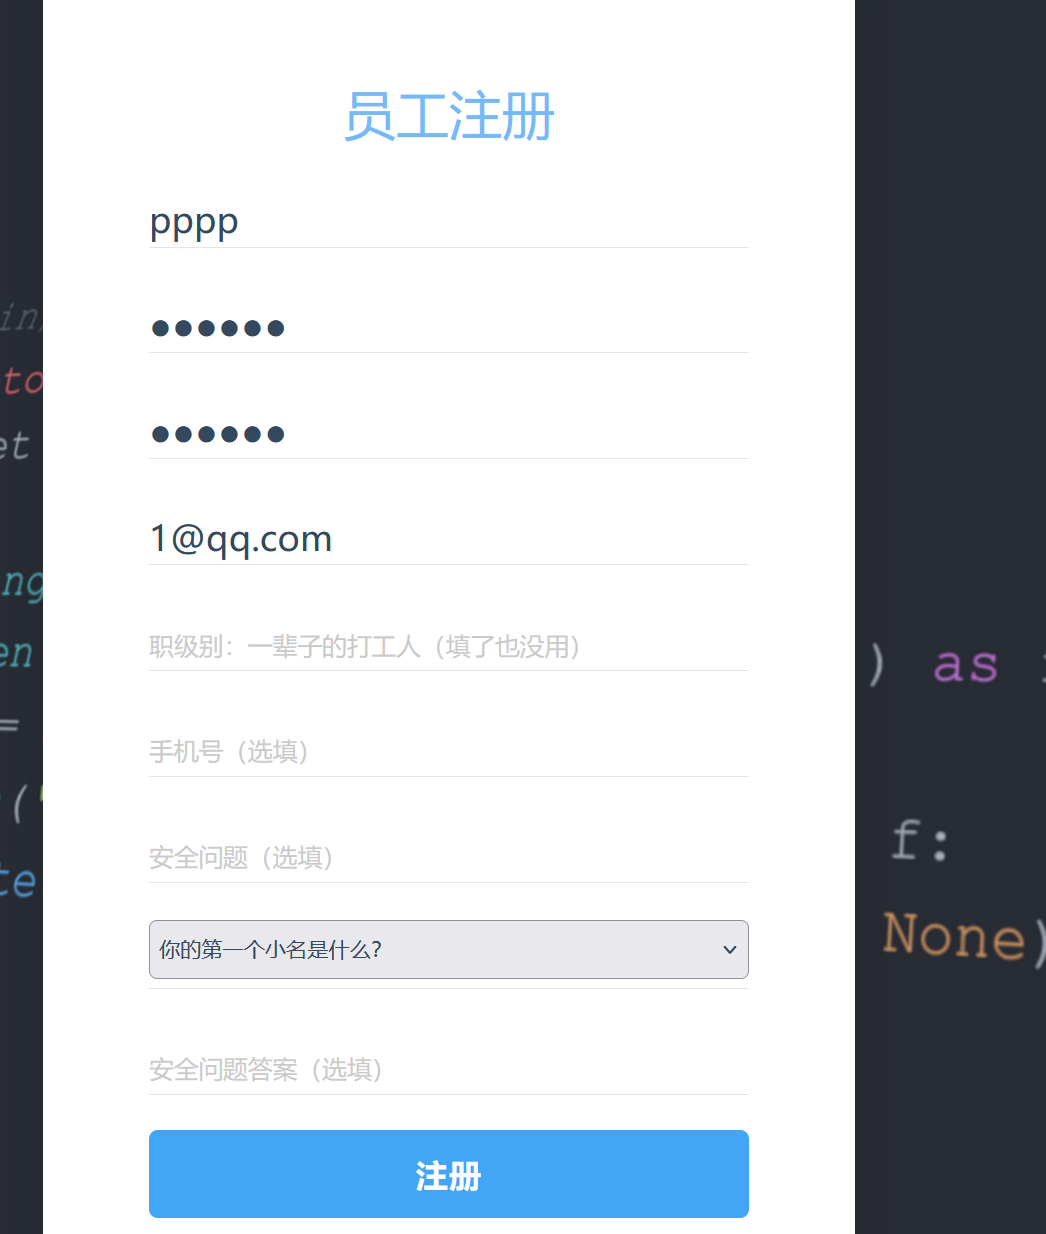 员工注册
pppp
●●●●●●
●●●●●●
1@qq.com
职级别：一辈子的打工人（填了也没用）
手机号（选填）
安全问题（选填）
你的第一个小名是什么?
安全问题答案（选填）
注册
in/
to
et
ng
en
=
("
te
) as
f:
None)